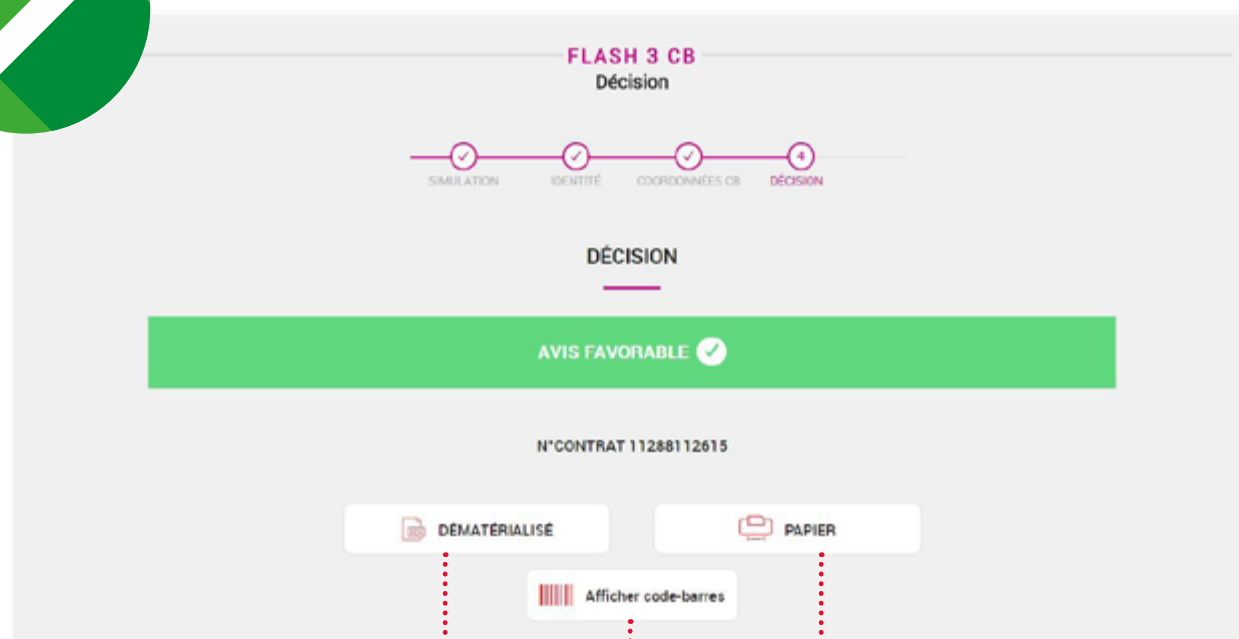 FLASH 3 CB
Décision
SIMULATION IDENTITÉ COORDONNÉES CB 4 DÉCISION
DÉCISION
AVIS FAVORABLE
N°CONTRAT 11288112615
DÉMATÉRIALISÉ PAPIER
Afficher code-barres